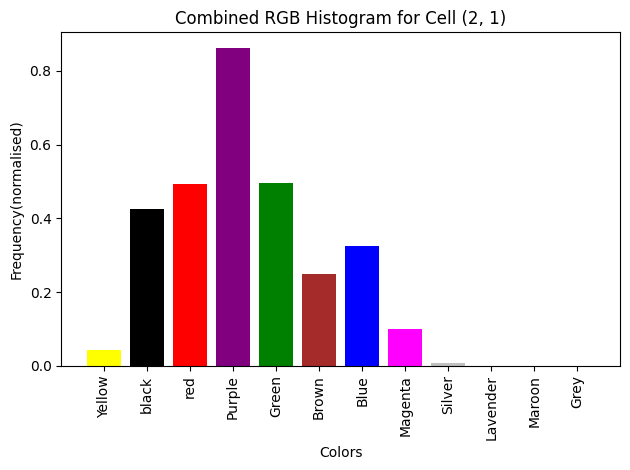 Combined RGB Histogram for Cell (2, 1)
Frequency(normalised)
0.8
0.6
0.4
0.2
0.0
Yellow
black
red
Purple
Green
Brown
Blue
Magenta
Silver
Lavender
Maroon
Grey
Colors